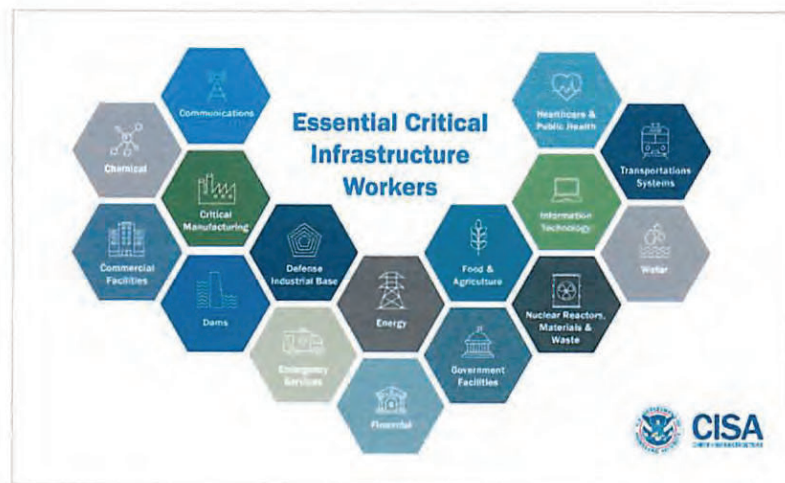 Essential Critical
Infrastructure
Workers
Communications
Chemical
Critical
Manufacturing
Commercial
Facilities
Dams
Defense
Industrial Base
Emergency
Services
Energy
Financial
Food &
Agriculture
Government
Facilities
Healthcare &
Public Health
Information
Technology
Nuclear Reactors,
Materials &
Waste
Transportations
Systems
Water
CISA